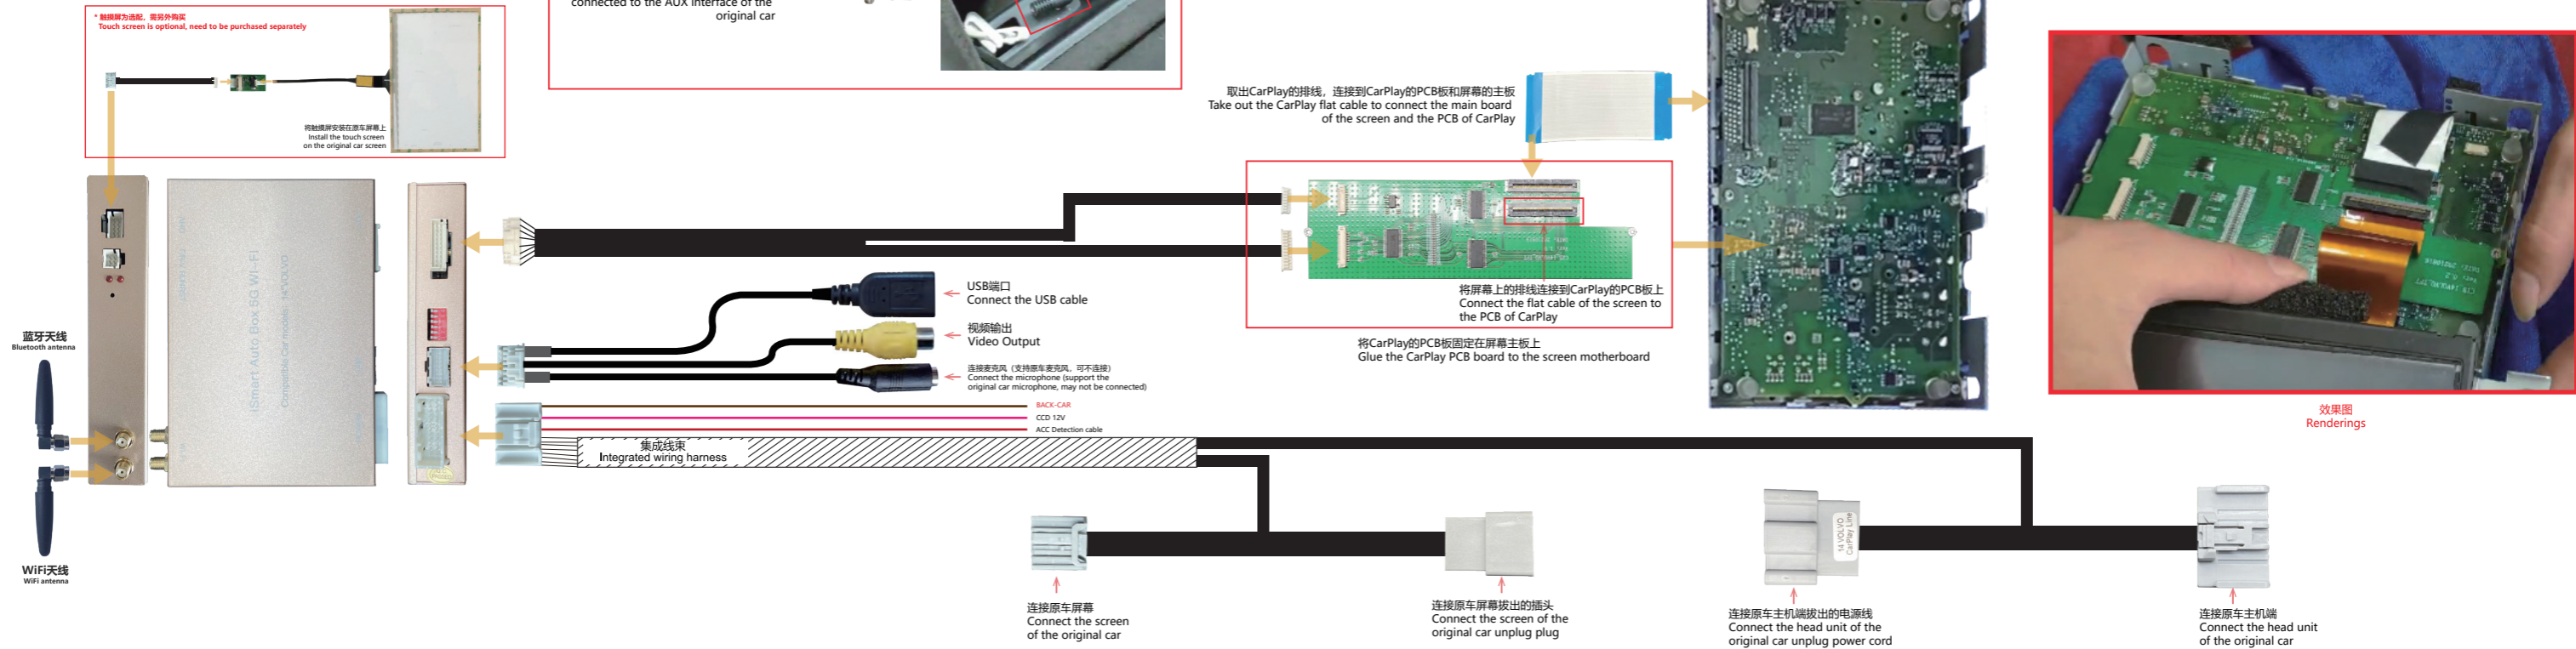 * 触摸屏为选配，需另外购买
Touch screen is optional, need to be purchased separately
将触摸屏安装在原车屏幕上
Install the touch screen
on the original car screen
connected to the AUX interface of the
original car
取出CarPlay的排线，连接到CarPlay的PCB板和屏幕的主板
Take out the CarPlay flat cable to connect the main board
of the screen and the PCB of CarPlay
将屏幕上的排线连接到CarPlay的PCB板上
Connect the flat cable of the screen to
the PCB of CarPlay
将CarPlay的PCB板固定在屏幕主板上
Glue the CarPlay PCB board to the screen motherboard
效果图
Renderings
蓝牙天线
Bluetooth antenna
WiFi天线
WiFi antenna
iSmart Auto Box 5G Wi-Fi
Compatible Car models: 14'VOLVO
USB端口
Connect the USB cable
视频输出
Video Output
连接麦克风（支持原车麦克风，可不连接）
Connect the microphone (support the
original car microphone, may not be connected)
BACK-CAR
CCD 12V
ACC Detection cable
集成线束
Integrated wiring harness
连接原车屏幕
Connect the screen
of the original car
连接原车屏幕拔出的插头
Connect the screen of the
original car unplug plug
14 VOLVO
CarPlay Line
连接原车主机端拔出的电源线
Connect the head unit of the
original car unplug power cord
连接原车主机端
Connect the head unit
of the original car